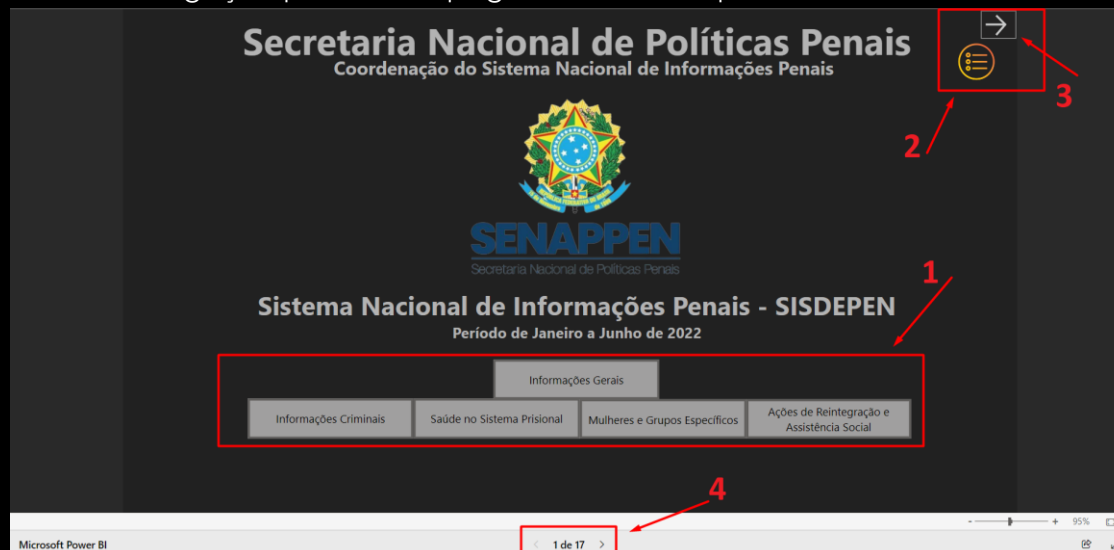 Secretaria Nacional de Políticas Penais
Coordenação do Sistema Nacional de Informações Penais
3
2
SENAPPEN
Secretaria Nacional de Políticas Penais
1
Sistema Nacional de Informações Penais - SISDEPEN
Período de Janeiro a Junho de 2022
Informações Gerais
Informações Criminais
Saúde no Sistema Prisional
Mulheres e Grupos Específicos
Ações de Reintegração e
Assistência Social
4
- + 95%
Microsoft Power BI
< 1 de 17 >